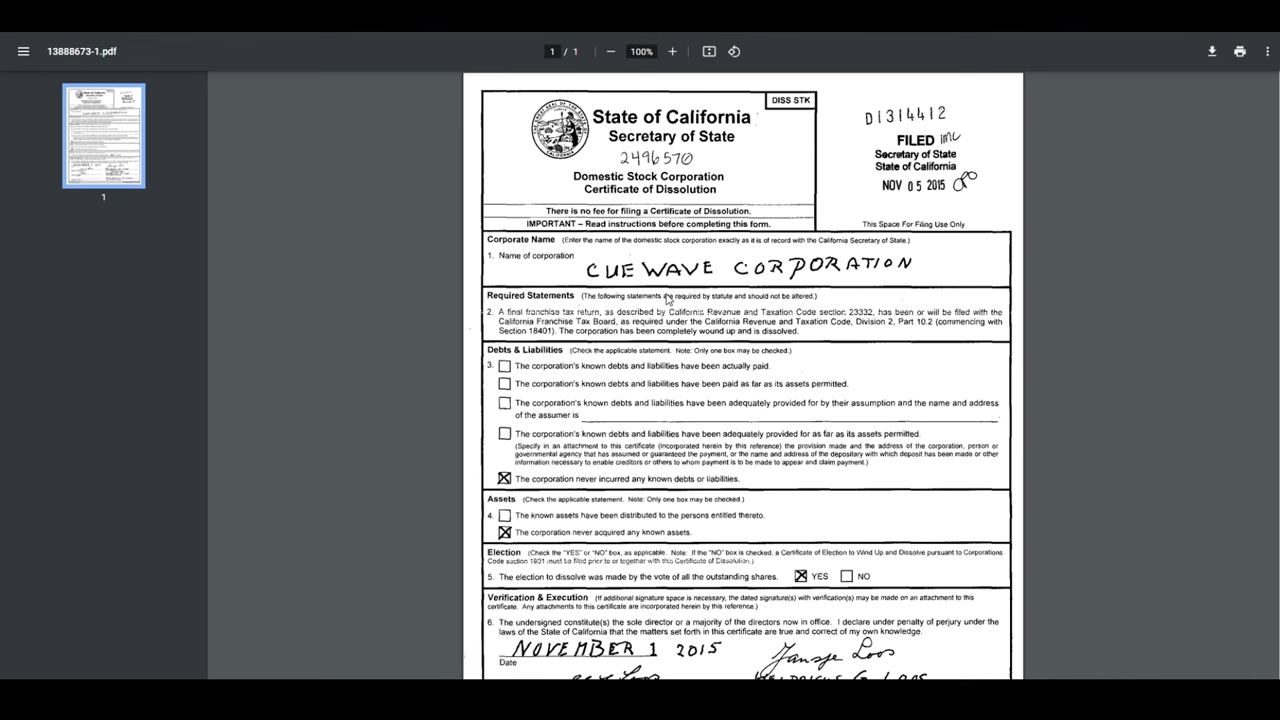 13888673-1.pdf
1 / 1
100%
1
DISS STK
State of California
Secretary of State
2496570
Domestic Stock Corporation
Certificate of Dissolution
There is no fee for filing a Certificate of Dissolution.
IMPORTANT – Read instructions before completing this form.
D1314412
FILED
Secretary of State
State of California
NOV 05 2015
This Space For Filing Use Only
Corporate Name (Enter the name of the domestic stock corporation exactly as it is of record with the California Secretary of State.)
1. Name of corporation
CUEWAVE CORPORATION
Required Statements (The following statements are required by statute and should not be altered.)
2. A final franchise tax return, as described by California Revenue and Taxation Code section 23332, has been or will be filed with the
California Franchise Tax Board, as required under the California Revenue and Taxation Code, Division 2, Part 10.2 (commencing with
Section 18401). The corporation has been completely wound up and is dissolved.
Debts & Liabilities (Check the applicable statement. Note: Only one box may be checked.)
3. The corporation's known debts and liabilities have been actually paid.
The corporation's known debts and liabilities have been paid as far as its assets permitted.
The corporation's known debts and liabilities have been adequately provided for by their assumption and the name and address
of the assumer is
The corporation's known debts and liabilities have been adequately provided for as far as its assets permitted.
(Specify in an attachment to this certificate (incorporated herein by this reference) the provision made and the address of the corporation, person or
governmental agency that has assumed or guaranteed the payment, or the name and address of the depositary with which deposit has been made or other
information necessary to enable creditors or others to whom payment is to be made to appear and claim payment.)
The corporation never incurred any known debts or liabilities.
Assets (Check the applicable statement. Note: Only one box may be checked.)
4. The known assets have been distributed to the persons entitled thereto.
The corporation never acquired any known assets.
Election (Check the "YES" or "NO" box, as applicable. Note: If the "NO" box is checked, a Certificate of Election to Wind Up and Dissolve pursuant to Corporations
Code section 1901 must be filed prior to or together with this Certificate of Dissolution.)
5. The election to dissolve was made by the vote of all the outstanding shares. YES NO
Verification & Execution (If additional signature space is necessary, the dated signature(s) with verification(s) may be made on an attachment to this
certificate. Any attachments to this certificate are incorporated herein by this reference.)
6. The undersigned constitute(s) the sole director or a majority of the directors now in office. I declare under penalty of perjury under the
laws of the State of California that the matters set forth in this certificate are true and correct of my own knowledge.
NOVEMBER 1 2015 Jansje Loos
Date